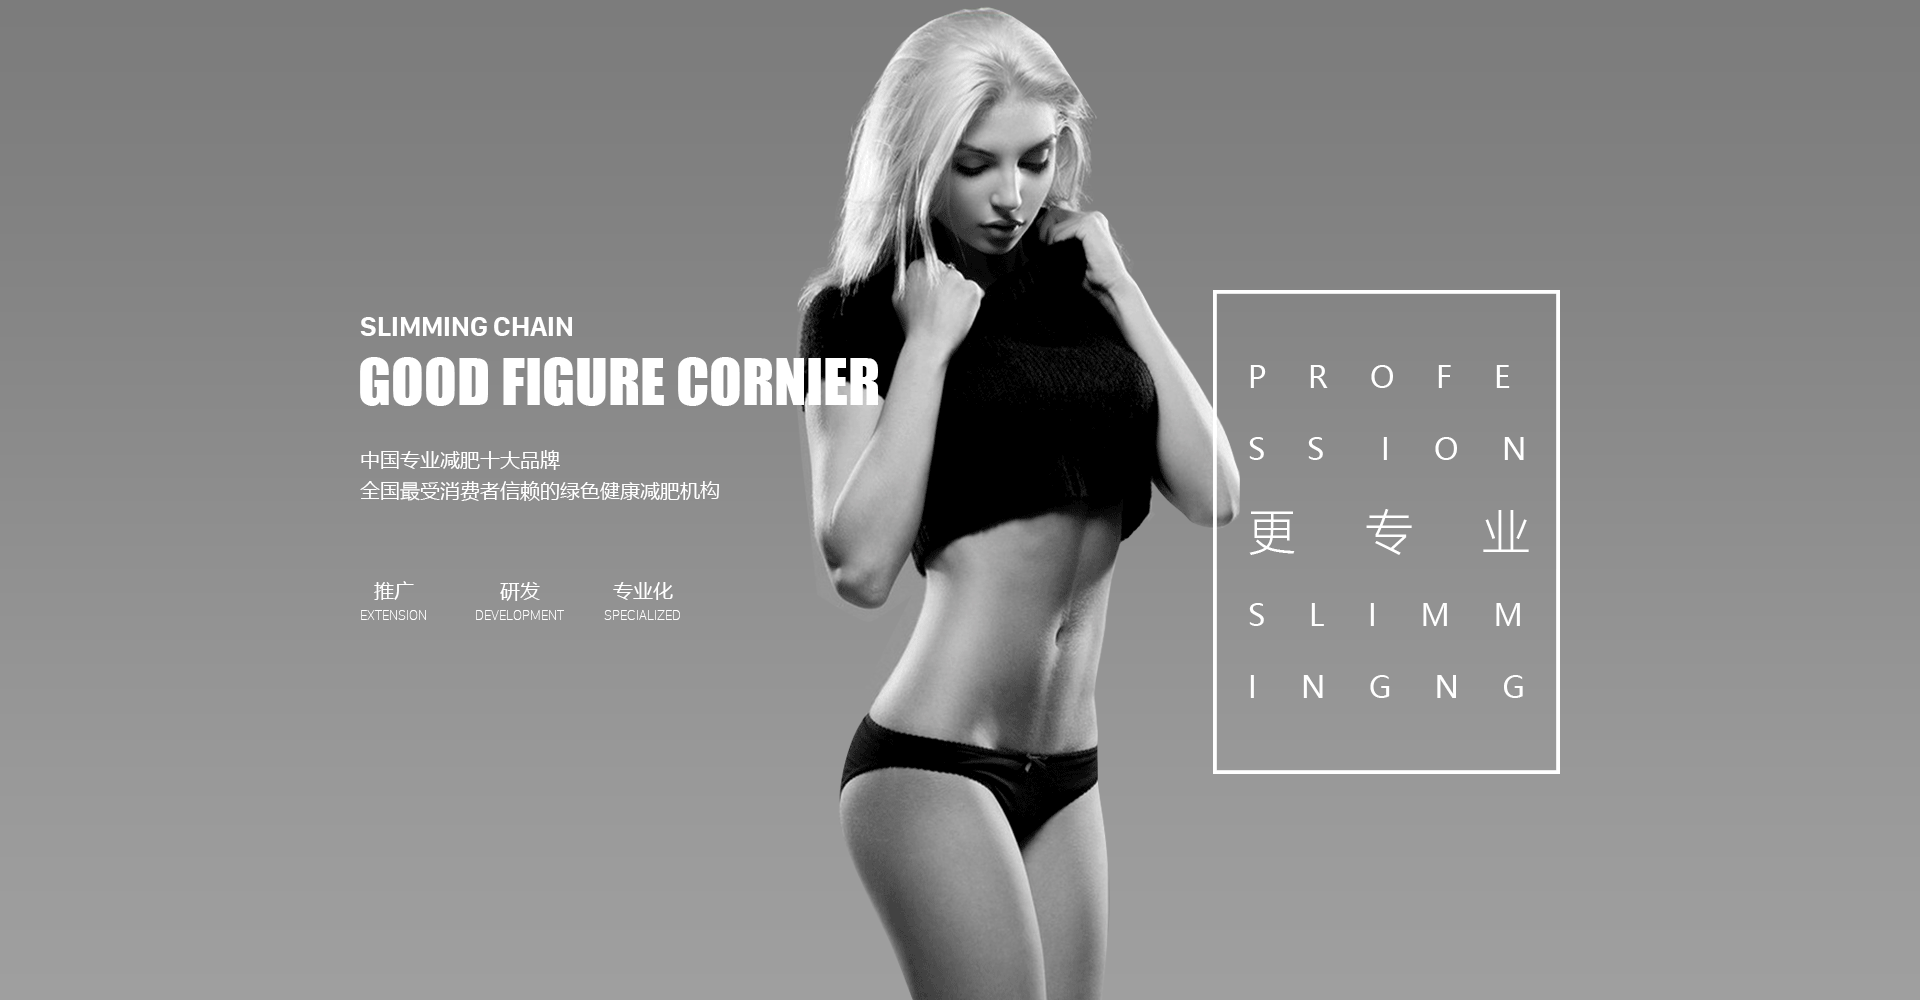 SLIMMING CHAIN
GOOD FIGURE CORNIER
中国专业减肥十大品牌
全国最受消费者信赖的绿色健康减肥机构
推广 研发 专业化
EXTENSION DEVELOPMENT SPECIALIZED
P R O F E
S S I O N
更 专 业
S L I M M
I N G N G